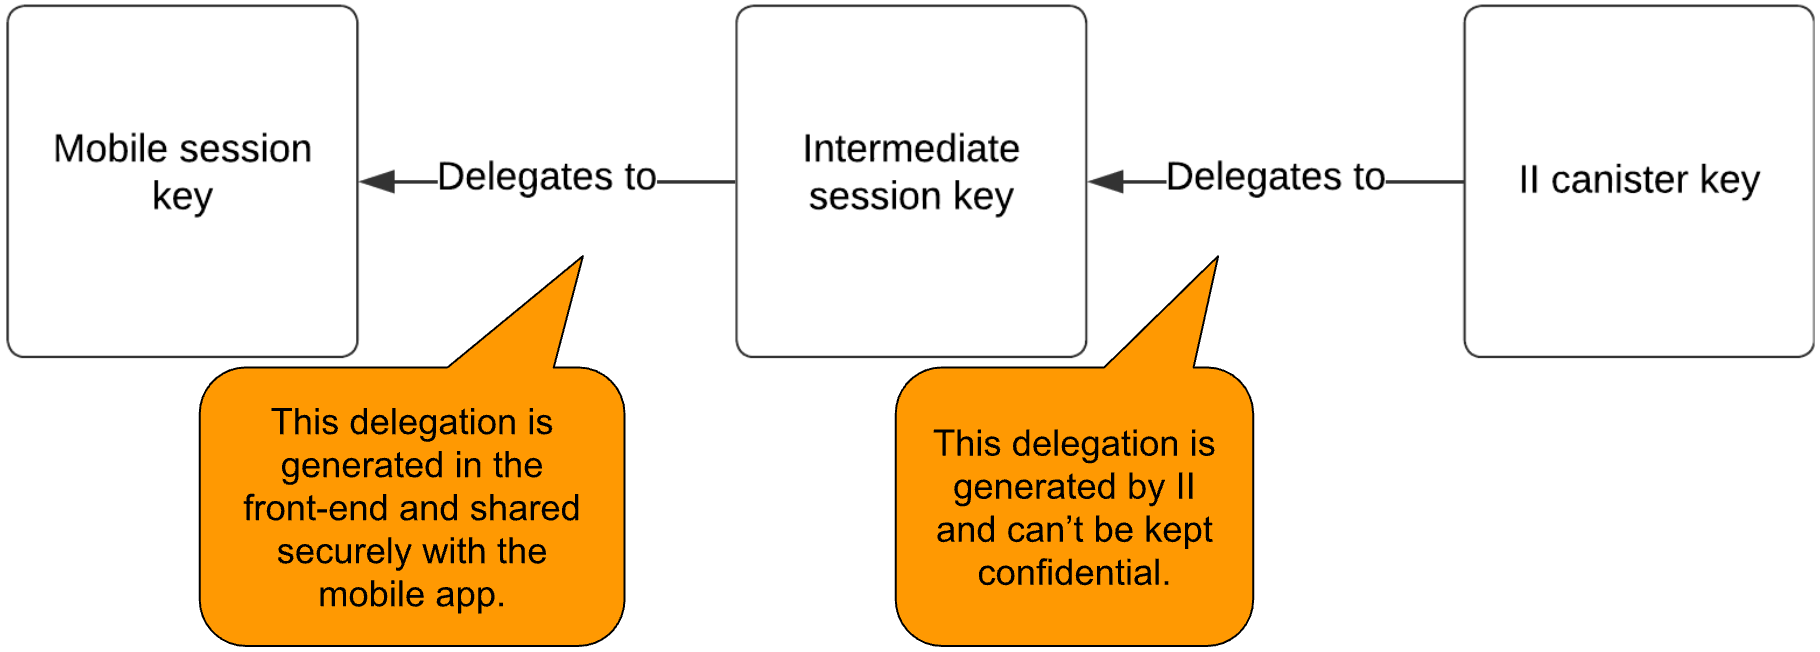 Mobile session
key
Delegates to
Intermediate
session key
Delegates to
II canister key
This delegation is
generated in the
front-end and shared
securely with the
mobile app.
This delegation is
generated by II
and can’t be kept
confidential.